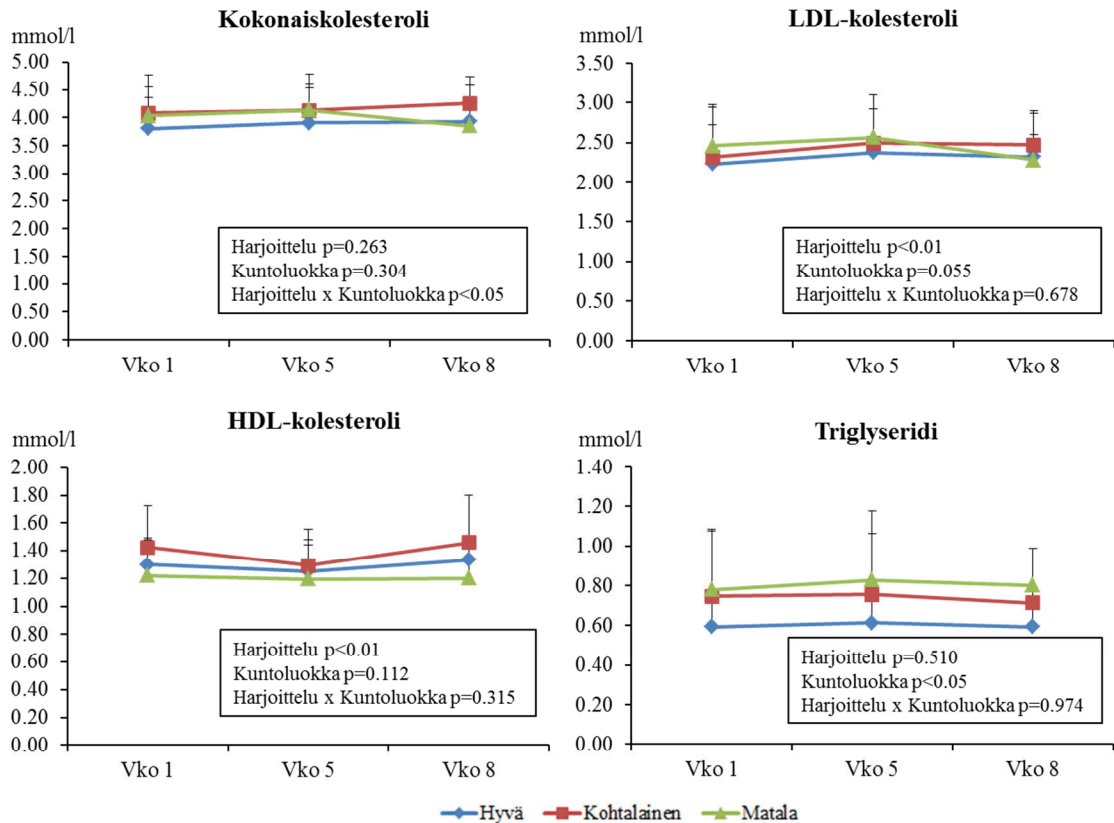 Kokonaiskolesteroli
mmol/l
5.00
4.50
4.00
3.50
3.00
2.50
2.00
1.50
1.00
0.50
0.00
Harjoittelu p=0.263
Kuntoluokka p=0.304
Harjoittelu x Kuntoluokka p<0.05
Vko 1 Vko 5 Vko 8
LDL-kolesteroli
mmol/l
3.50
3.00
2.50
2.00
1.50
1.00
0.50
0.00
Harjoittelu p<0.01
Kuntoluokka p=0.055
Harjoittelu x Kuntoluokka p=0.678
Vko 1 Vko 5 Vko 8
HDL-kolesteroli
mmol/l
2.00
1.80
1.60
1.40
1.20
1.00
0.80
0.60
0.40
0.20
0.00
Harjoittelu p<0.01
Kuntoluokka p=0.112
Harjoittelu x Kuntoluokka p=0.315
Vko 1 Vko 5 Vko 8
Triglyseridi
mmol/l
1.40
1.20
1.00
0.80
0.60
0.40
0.20
0.00
Harjoittelu p=0.510
Kuntoluokka p<0.05
Harjoittelu x Kuntoluokka p=0.974
Vko 1 Vko 5 Vko 8
Hyvä Kohtalainen Matala